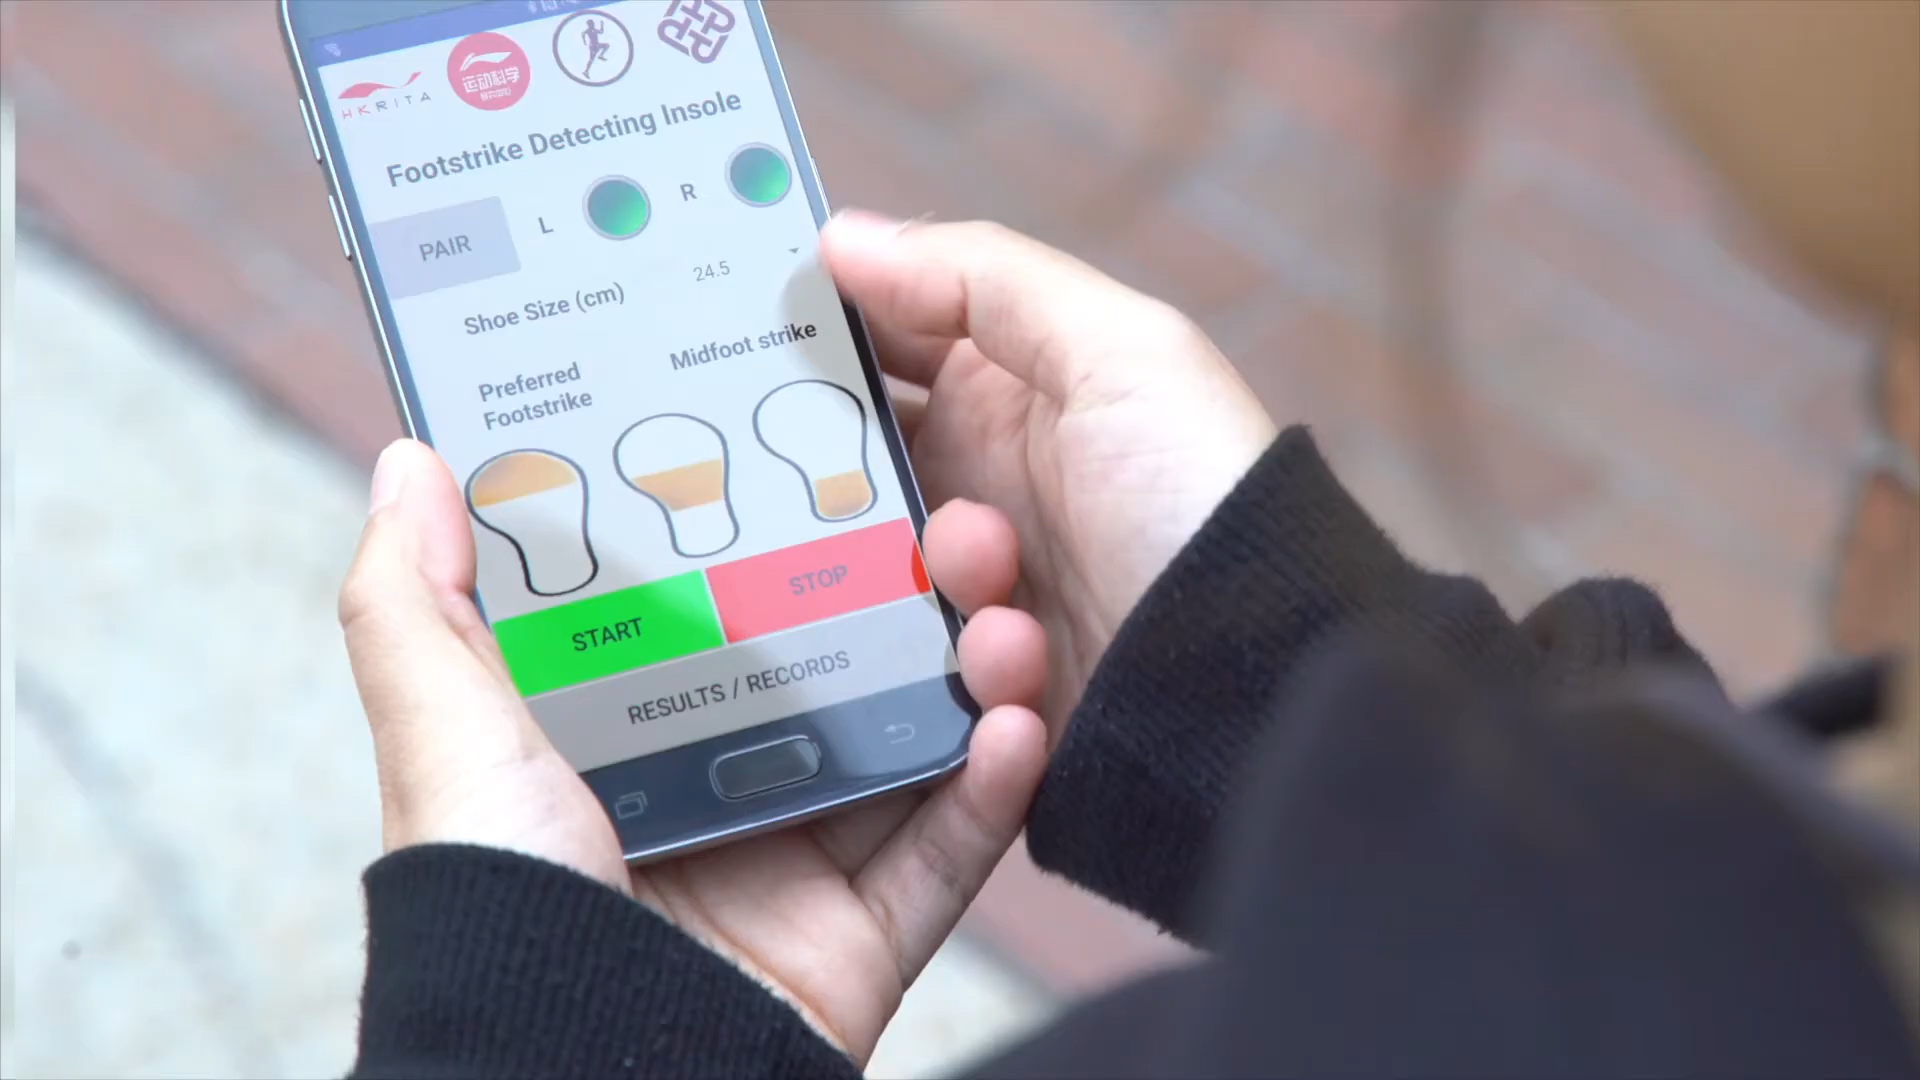 HKRITA
运动科学
Footstrike Detecting Insole
PAIR
L
R
Shoe Size (cm)
24.5
Preferred
Footstrike
Midfoot strike
START
STOP
RESULTS / RECORDS